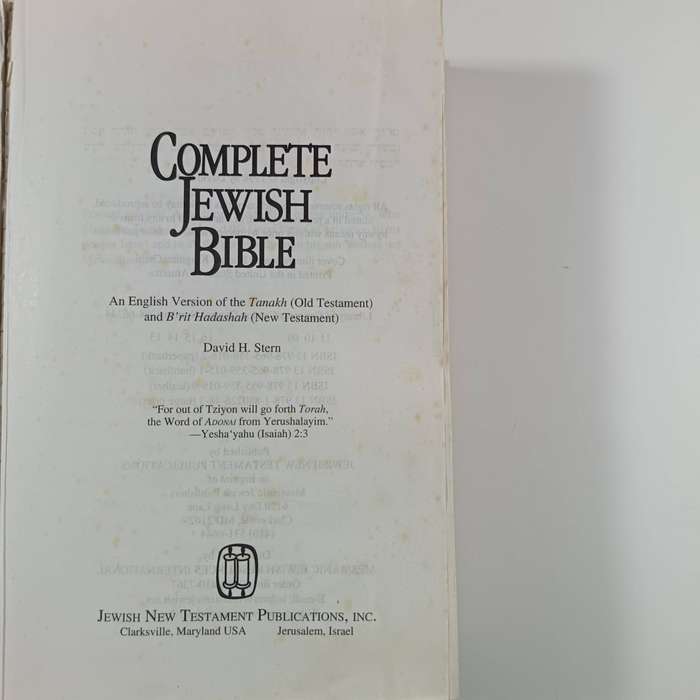 COMPLETE
JEWISH
BIBLE
An English Version of the Tanakh (Old Testament)
and B'rit Hadashah (New Testament)
David H. Stern
“For out of Tziyon will go forth Torah,
the Word of ADONAI from Yerushalayim.”
—Yesha‘yahu (Isaiah) 2:3
JEWISH NEW TESTAMENT PUBLICATIONS, INC.
Clarksville, Maryland USA Jerusalem, Israel